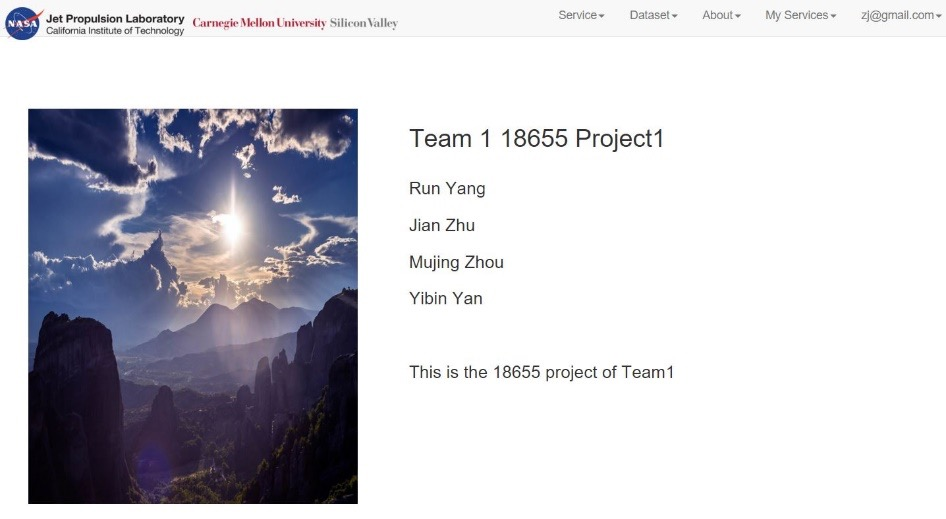 NASA
Jet Propulsion Laboratory
California Institute of Technology
Carnegie Mellon University Silicon Valley
Service
Dataset
About
My Services
zj@gmail.com
Team 1 18655 Project1
Run Yang
Jian Zhu
Mujing Zhou
Yibin Yan
This is the 18655 project of Team1